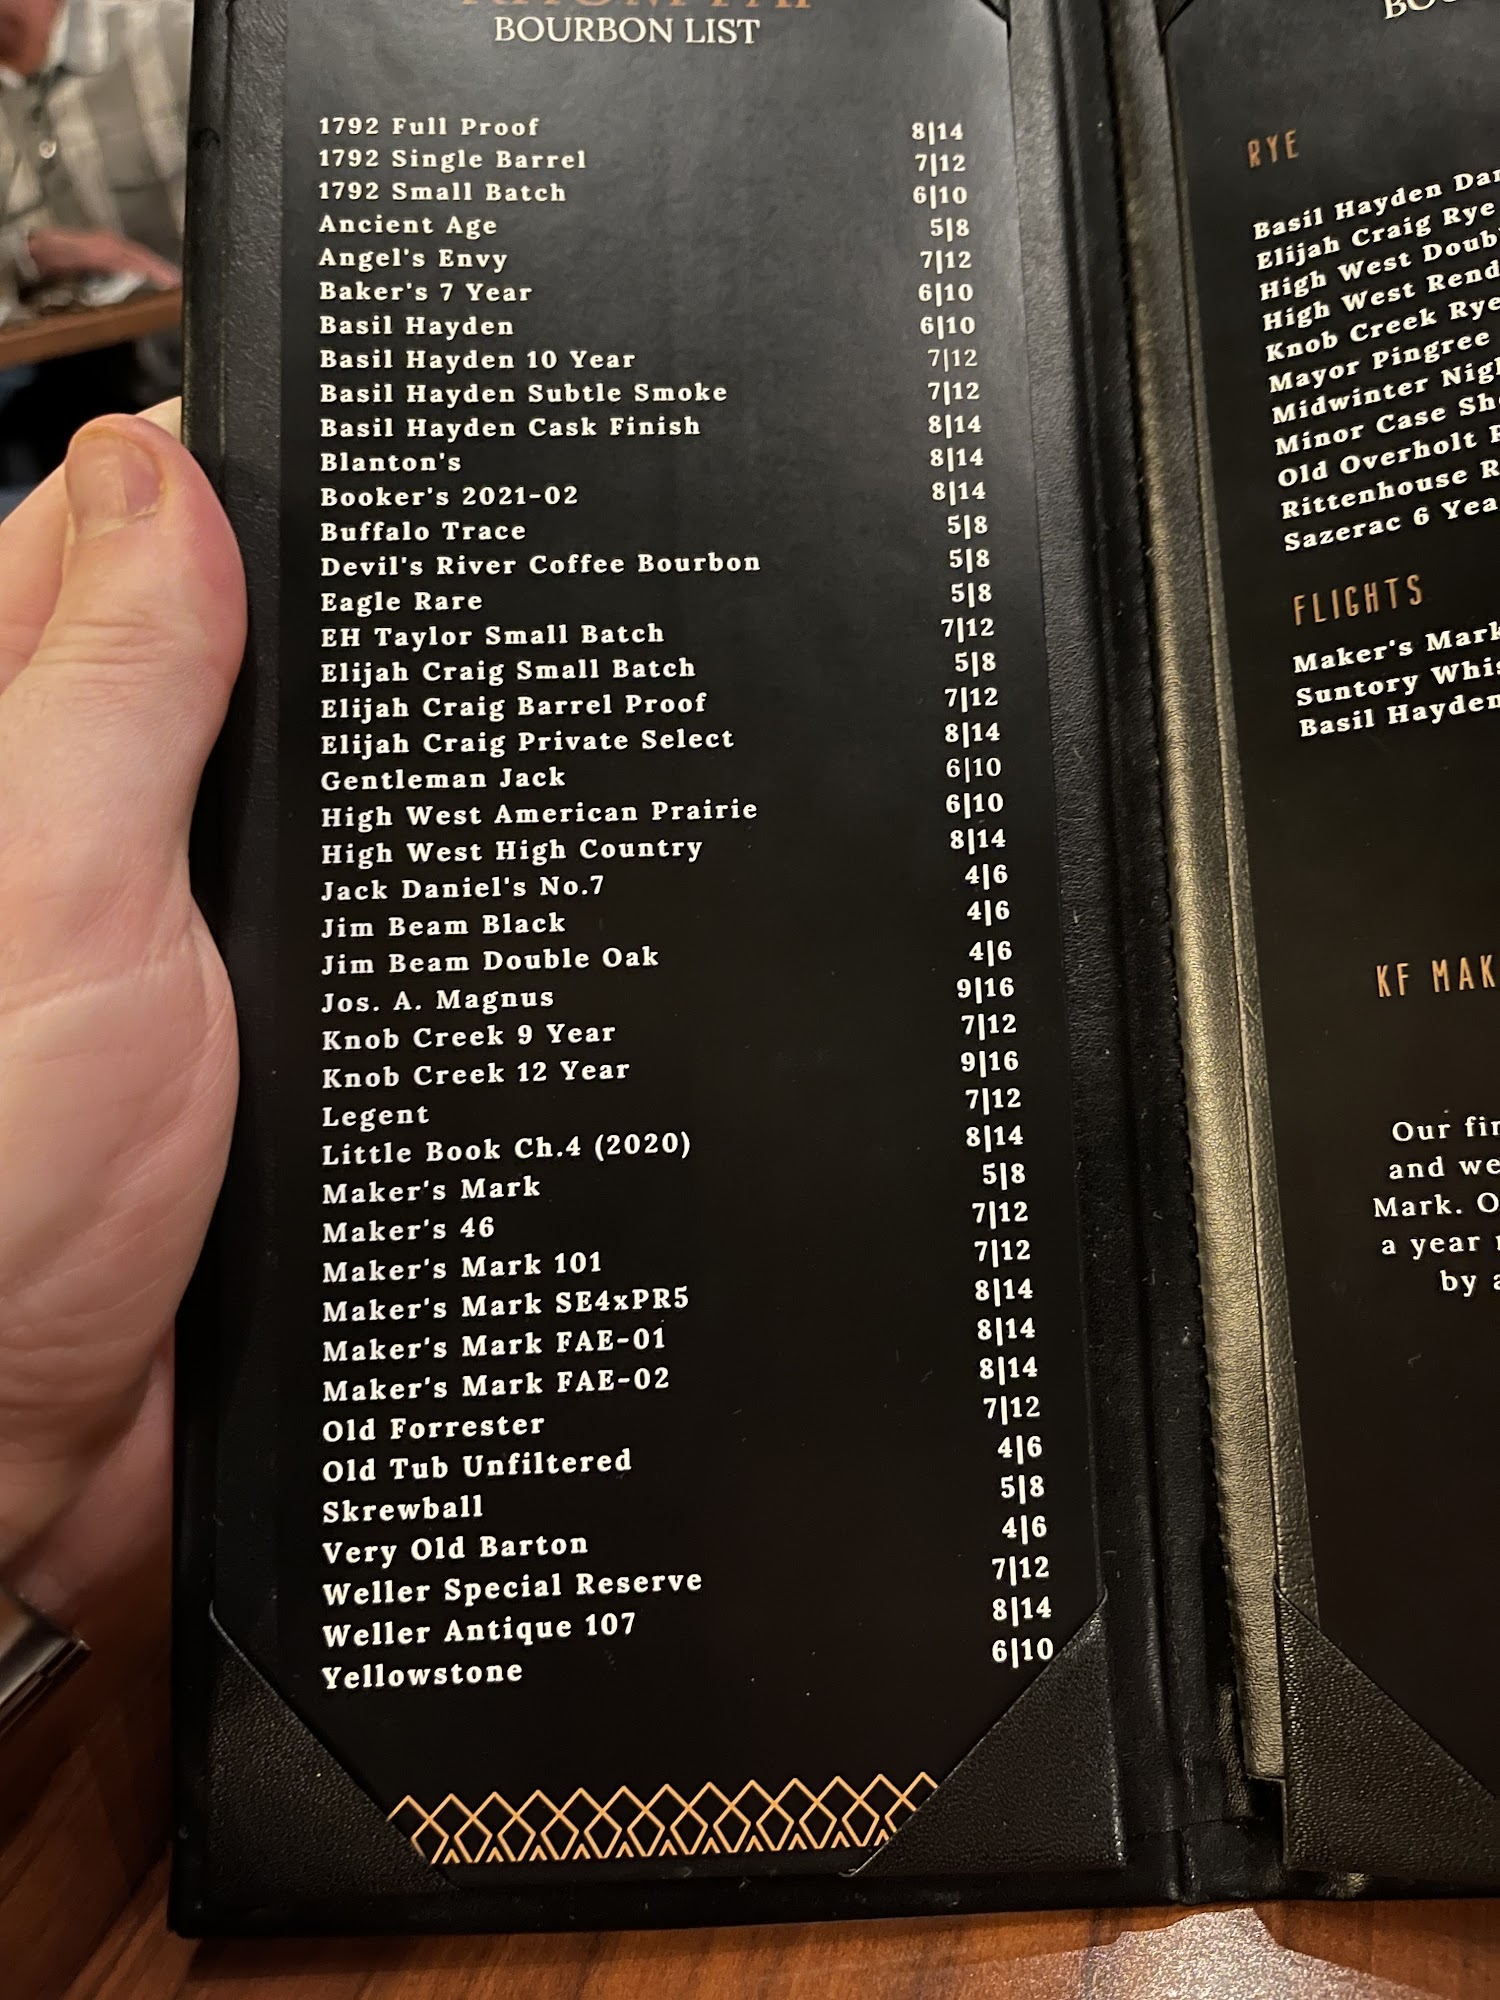 BOURBON LIST
1792 Full Proof 8|14
1792 Single Barrel 7|12
1792 Small Batch 6|10
Ancient Age 5|8
Angel's Envy 7|12
Baker's 7 Year 6|10
Basil Hayden 6|10
Basil Hayden 10 Year 7|12
Basil Hayden Subtle Smoke 7|12
Basil Hayden Cask Finish 8|14
Blanton's 8|14
Booker's 2021-02 8|14
Buffalo Trace 5|8
Devil's River Coffee Bourbon 5|8
Eagle Rare 5|8
EH Taylor Small Batch 7|12
Elijah Craig Small Batch 5|8
Elijah Craig Barrel Proof 7|12
Elijah Craig Private Select 8|14
Gentleman Jack 6|10
High West American Prairie 6|10
High West High Country 8|14
Jack Daniel's No.7 4|6
Jim Beam Black 4|6
Jim Beam Double Oak 4|6
Jos. A. Magnus 9|16
Knob Creek 9 Year 7|12
Knob Creek 12 Year 9|16
Legent 7|12
Little Book Ch.4 (2020) 8|14
Maker's Mark 5|8
Maker's 46 7|12
Maker's Mark 101 7|12
Maker's Mark SE4xPR5 8|14
Maker's Mark FAE-01 8|14
Maker's Mark FAE-02 8|14
Old Forrester 7|12
Old Tub Unfiltered 4|6
Skrewball 5|8
Very Old Barton 4|6
Weller Special Reserve 7|12
Weller Antique 107 8|14
Yellowstone 6|10
RYE
Basil Hayden
Elijah Craig Rye
High West
High West
Knob Creek Rye
Mayor Pingree
Midwinter
Minor Case
Old Overholt
Rittenhouse
Sazerac 6
FLIGHTS
Maker's Mark
Suntory
Basil Hayden
KF
Our
and we
Mark.
a year
by